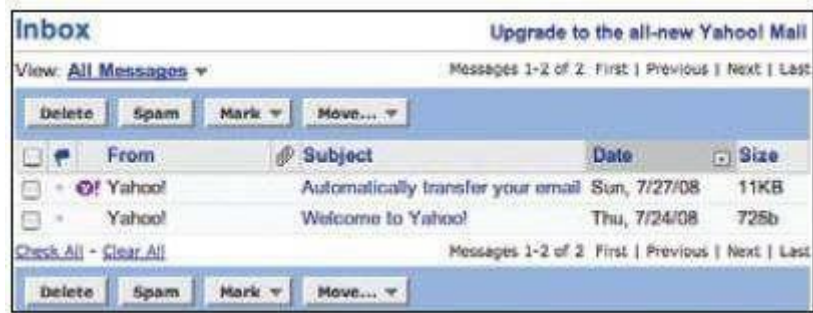 Inbox Upgrade to the all-new Yahoo! Mail
View: All Messages Messages 1-2 of 2 First | Previous | Next | Last
Delete Spam Mark Move...
From Subject Date Size
Y! Yahoo! Automatically transfer your email Sun, 7/27/08 11KB
Yahoo! Welcome to Yahoo! Thu, 7/24/08 725b
Check All - Clear All Messages 1-2 of 2 First | Previous | Next | Last
Delete Spam Mark Move...